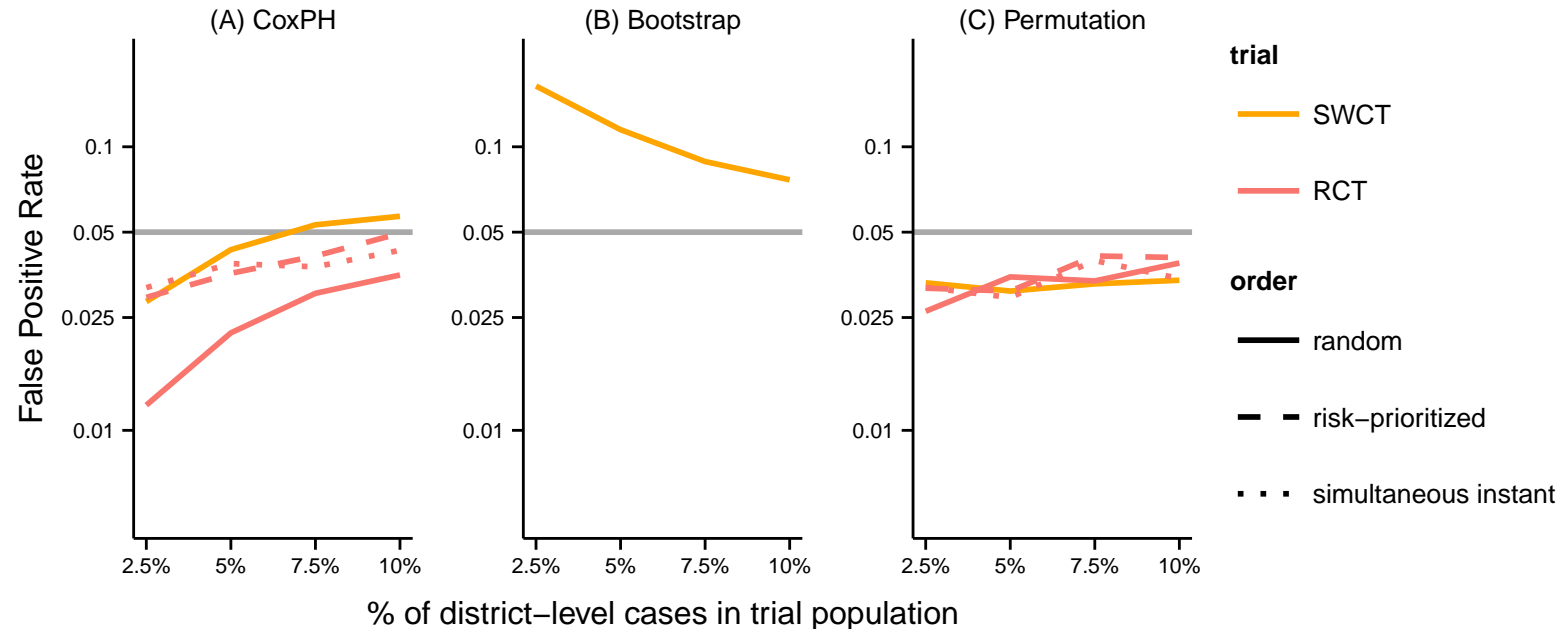 (A) CoxPH
(B) Bootstrap
(C) Permutation
False Positive Rate
0.1
0.05
0.025
0.01
2.5%
5%
7.5%
10%
0.1
0.05
0.025
0.01
2.5%
5%
7.5%
10%
0.1
0.05
0.025
0.01
2.5%
5%
7.5%
10%
% of district−level cases in trial population
trial
SWCT
RCT
order
random
risk−prioritized
simultaneous instant